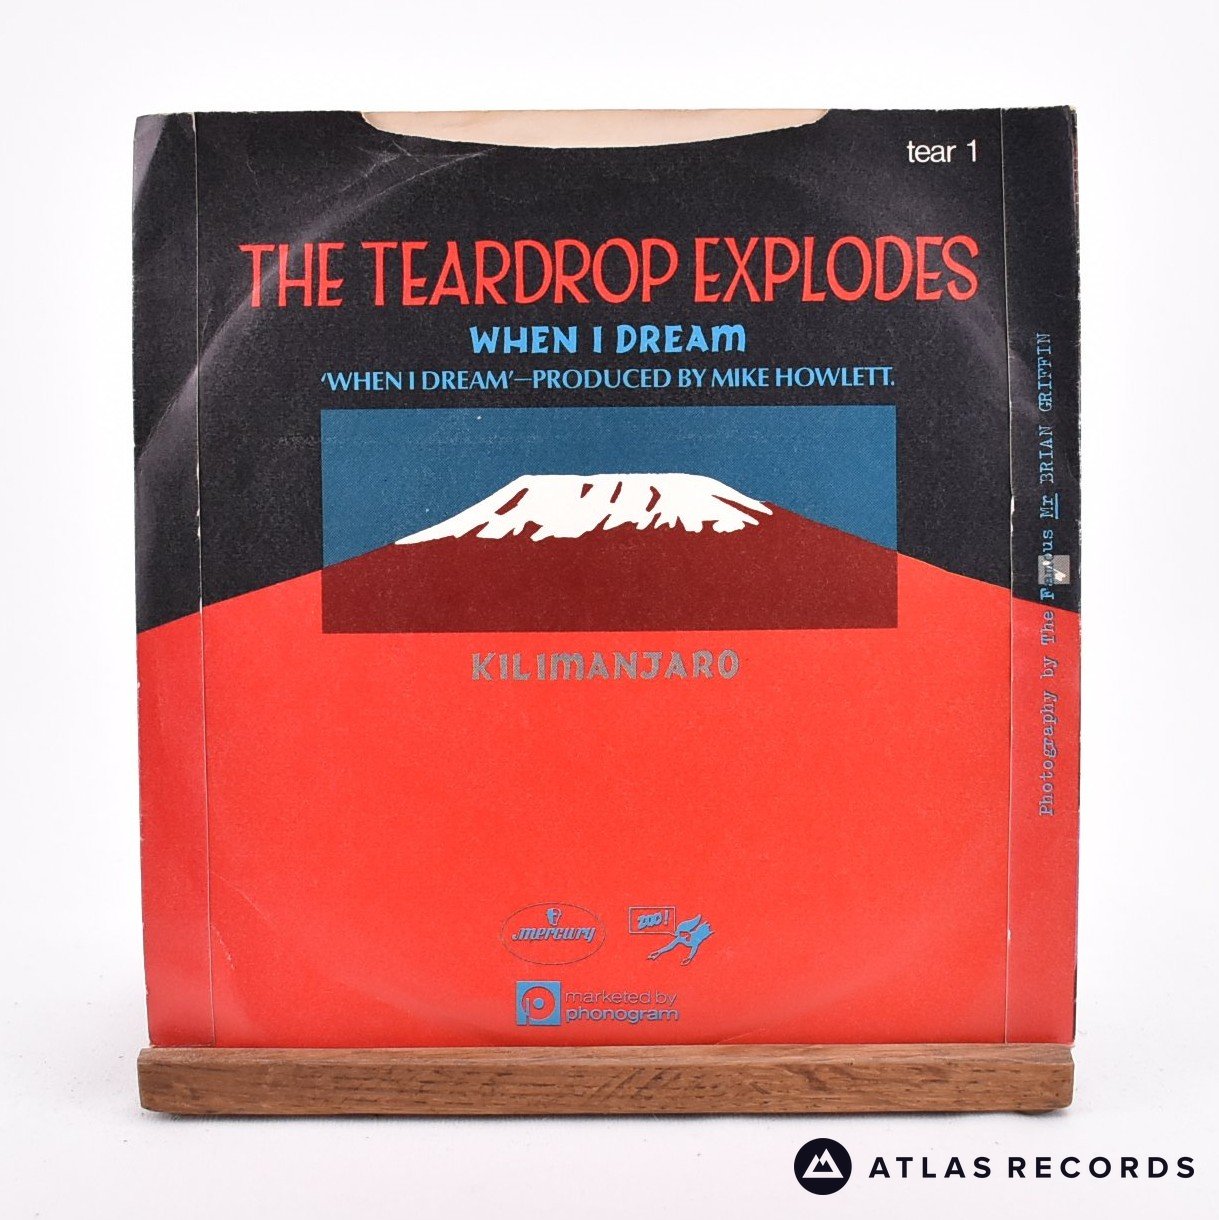 tear 1
THE TEARDROP EXPLODES
WHEN I DREAM
'WHEN I DREAM'—PRODUCED BY MIKE HOWLETT.
KILIMANJARO
Photography by The Famous Mr BRIAN GRIFFIN
mercury
ZOO!
marketed by
phonogram
ATLAS RECORDS